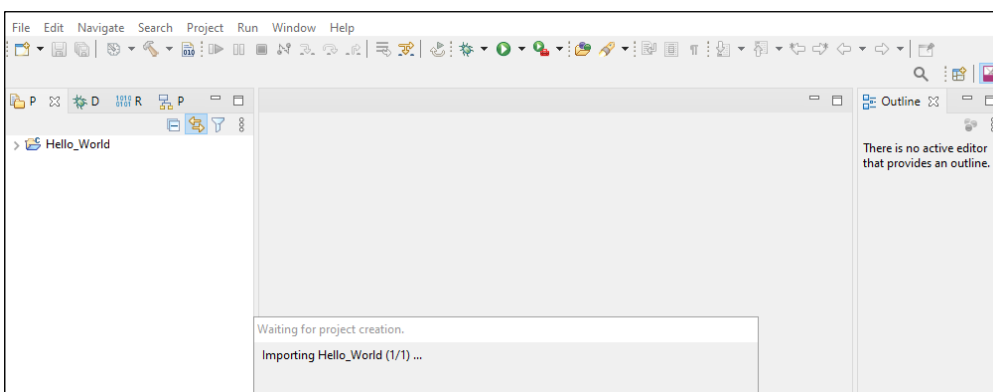 File Edit Navigate Search Project Run Window Help
P D R P
Outline
Hello_World
There is no active editor
that provides an outline.
Waiting for project creation.
Importing Hello_World (1/1) ...